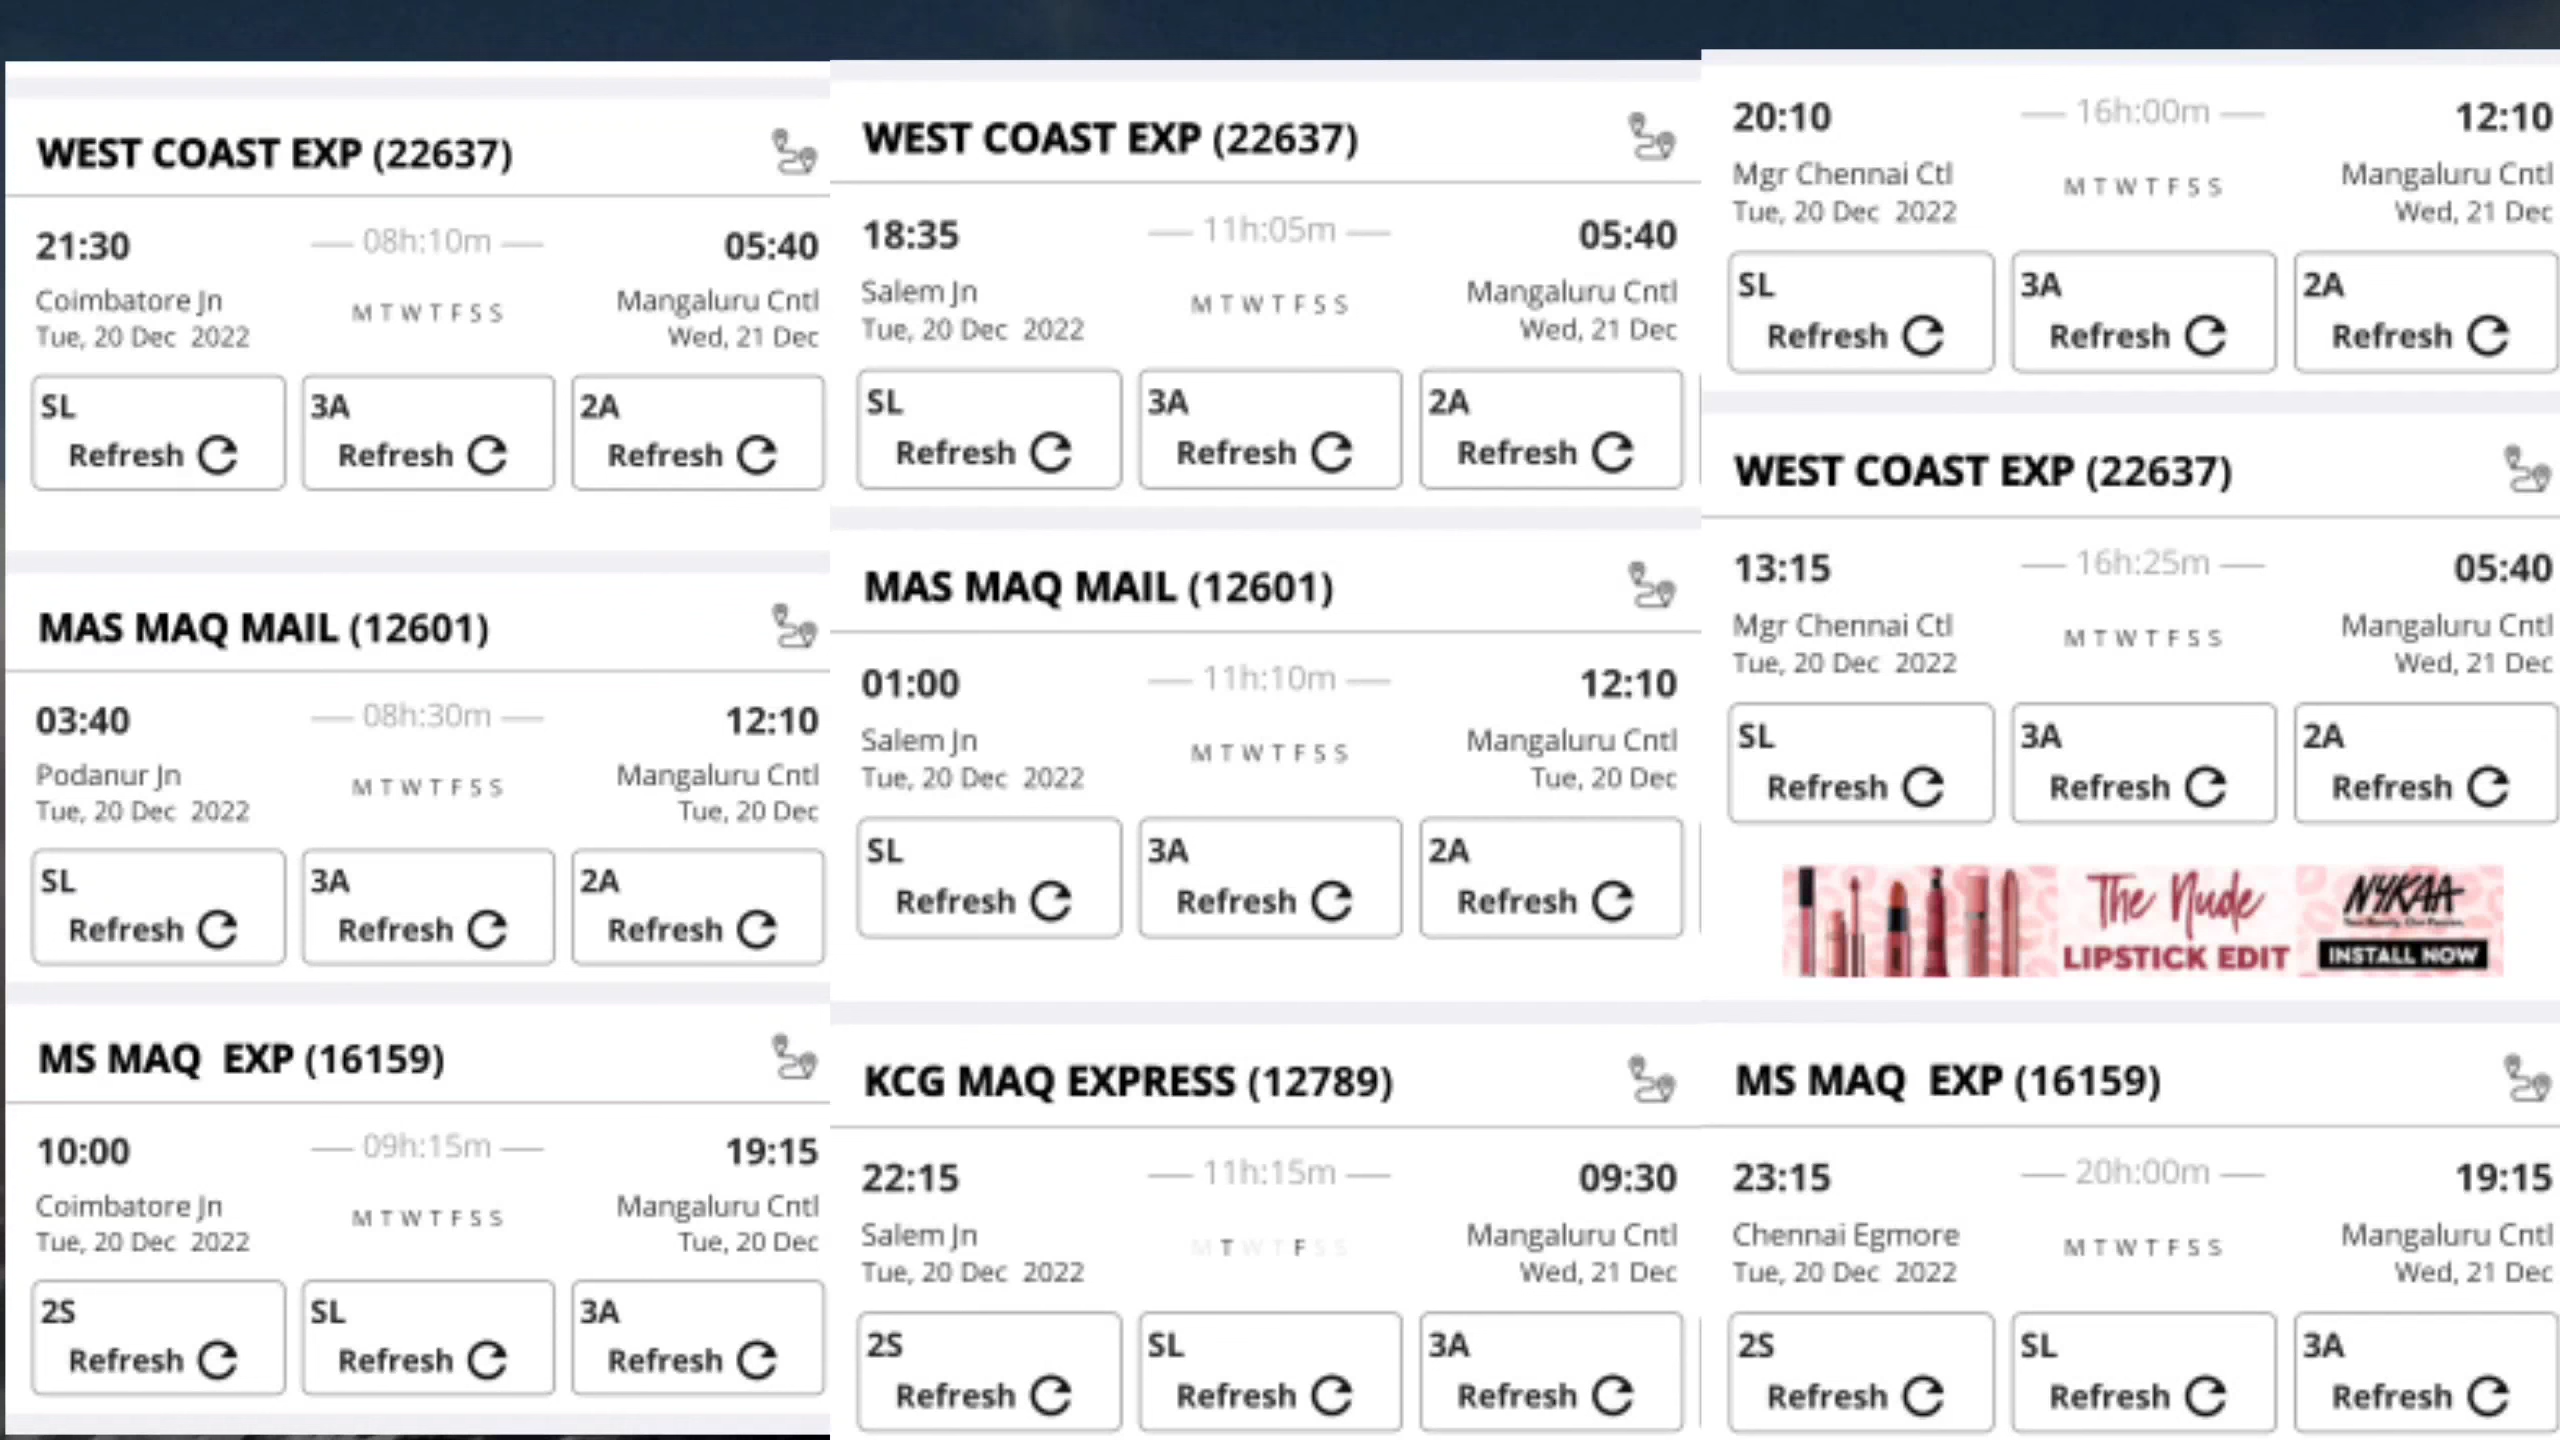 WEST COAST EXP (22637)
21:30 08h:10m 05:40
Coimbatore Jn M T W T F S S Mangaluru Cntl
Tue, 20 Dec 2022 Wed, 21 Dec
SL 3A 2A
Refresh Refresh Refresh
MAS MAQ MAIL (12601)
03:40 08h:30m 12:10
Podanur Jn M T W T F S S Mangaluru Cntl
Tue, 20 Dec 2022 Tue, 20 Dec
SL 3A 2A
Refresh Refresh Refresh
MS MAQ EXP (16159)
10:00 09h:15m 19:15
Coimbatore Jn M T W T F S S Mangaluru Cntl
Tue, 20 Dec 2022 Tue, 20 Dec
2S SL 3A
Refresh Refresh Refresh
WEST COAST EXP (22637)
18:35 11h:05m 05:40
Salem Jn M T W T F S S Mangaluru Cntl
Tue, 20 Dec 2022 Wed, 21 Dec
SL 3A 2A
Refresh Refresh Refresh
MAS MAQ MAIL (12601)
01:00 11h:10m 12:10
Salem Jn M T W T F S S Mangaluru Cntl
Tue, 20 Dec 2022 Tue, 20 Dec
SL 3A 2A
Refresh Refresh Refresh
KCG MAQ EXPRESS (12789)
22:15 11h:15m 09:30
Salem Jn M T W T F S S Mangaluru Cntl
Tue, 20 Dec 2022 Wed, 21 Dec
2S SL 3A
Refresh Refresh Refresh
20:10 16h:00m 12:10
Mgr Chennai Ctl M T W T F S S Mangaluru Cntl
Tue, 20 Dec 2022 Wed, 21 Dec
SL 3A 2A
Refresh Refresh Refresh
WEST COAST EXP (22637)
13:15 16h:25m 05:40
Mgr Chennai Ctl M T W T F S S Mangaluru Cntl
Tue, 20 Dec 2022 Wed, 21 Dec
SL 3A 2A
Refresh Refresh Refresh
The Nude
LIPSTICK EDIT
NYKAA
INSTALL NOW
MS MAQ EXP (16159)
23:15 20h:00m 19:15
Chennai Egmore M T W T F S S Mangaluru Cntl
Tue, 20 Dec 2022 Wed, 21 Dec
2S SL 3A
Refresh Refresh Refresh